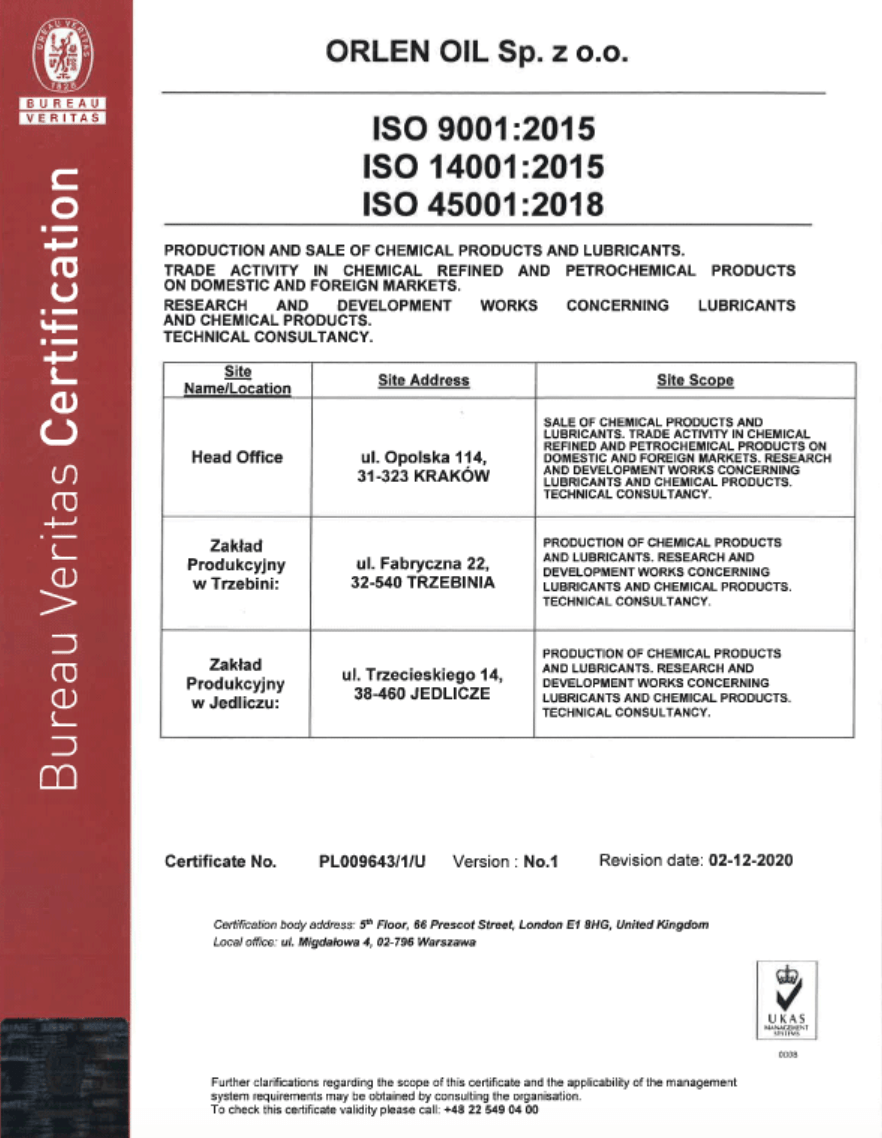 BUREAU VERITAS
1828
BUREAU
VERITAS
Bureau Veritas Certification
ORLEN OIL Sp. z o.o.
ISO 9001:2015
ISO 14001:2015
ISO 45001:2018
PRODUCTION AND SALE OF CHEMICAL PRODUCTS AND LUBRICANTS.
TRADE ACTIVITY IN CHEMICAL REFINED AND PETROCHEMICAL PRODUCTS
ON DOMESTIC AND FOREIGN MARKETS.
RESEARCH AND DEVELOPMENT WORKS CONCERNING LUBRICANTS
AND CHEMICAL PRODUCTS.
TECHNICAL CONSULTANCY.
Site
Name/Location
Site Address
Site Scope
Head Office
ul. Opolska 114,
31-323 KRAKÓW
SALE OF CHEMICAL PRODUCTS AND
LUBRICANTS. TRADE ACTIVITY IN CHEMICAL
REFINED AND PETROCHEMICAL PRODUCTS ON
DOMESTIC AND FOREIGN MARKETS. RESEARCH
AND DEVELOPMENT WORKS CONCERNING
LUBRICANTS AND CHEMICAL PRODUCTS.
TECHNICAL CONSULTANCY.
Zakład
Produkcyjny
w Trzebini:
ul. Fabryczna 22,
32-540 TRZEBINIA
PRODUCTION OF CHEMICAL PRODUCTS
AND LUBRICANTS. RESEARCH AND
DEVELOPMENT WORKS CONCERNING
LUBRICANTS AND CHEMICAL PRODUCTS.
TECHNICAL CONSULTANCY.
Zakład
Produkcyjny
w Jedliczu:
ul. Trzecieskiego 14,
38-460 JEDLICZE
PRODUCTION OF CHEMICAL PRODUCTS
AND LUBRICANTS. RESEARCH AND
DEVELOPMENT WORKS CONCERNING
LUBRICANTS AND CHEMICAL PRODUCTS.
TECHNICAL CONSULTANCY.
Certificate No. PL009643/1/U Version : No.1 Revision date: 02-12-2020
Certification body address: 5th Floor, 66 Prescot Street, London E1 8HG, United Kingdom
Local office: ul. Migdałowa 4, 02-796 Warszawa
UKAS
MANAGEMENT
SYSTEMS
0008
Further clarifications regarding the scope of this certificate and the applicability of the management
system requirements may be obtained by consulting the organisation.
To check this certificate validity please call: +48 22 549 04 00